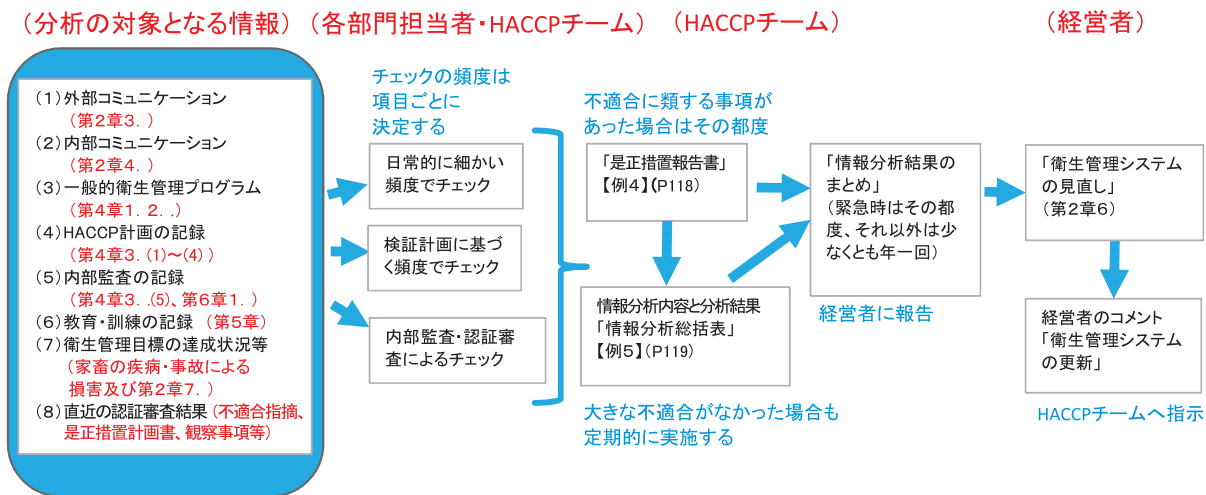 （分析の対象となる情報）
（各部門担当者・HACCPチーム）
（HACCPチーム）
（経営者）
（1）外部コミュニケーション
（第2章3．）
（2）内部コミュニケーション
（第2章4．）
（3）一般的衛生管理プログラム
（第4章1．2．．）
（4）HACCP計画の記録
（第4章3．（1）～（4））
（5）内部監査の記録
（第4章3．．（5）、第6章1．）
（6）教育・訓練の記録（第5章）
（7）衛生管理目標の達成状況等
（家畜の疾病・事故による
損害及び第2章7．）
（8）直近の認証審査結果（不適合指摘、
是正措置計画書、観察事項等）
チェックの頻度は
項目ごとに
決定する
日常的に細かい
頻度でチェック
検証計画に基づ
く頻度でチェック
内部監査・認証審
査によるチェック
不適合に類する事項が
あった場合はその都度
「是正措置報告書」
【例4】（P118）
情報分析内容と分析結果
「情報分析総括表」
【例5】（P119）
大きな不適合がなかった場合も
定期的に実施する
「情報分析結果の
まとめ」
（緊急時はその都
度、それ以外は少
なくとも年一回）
経営者に報告
「衛生管理システム
の見直し」
（第2章6）
経営者のコメント
「衛生管理システム
の更新」
HACCPチームへ指示